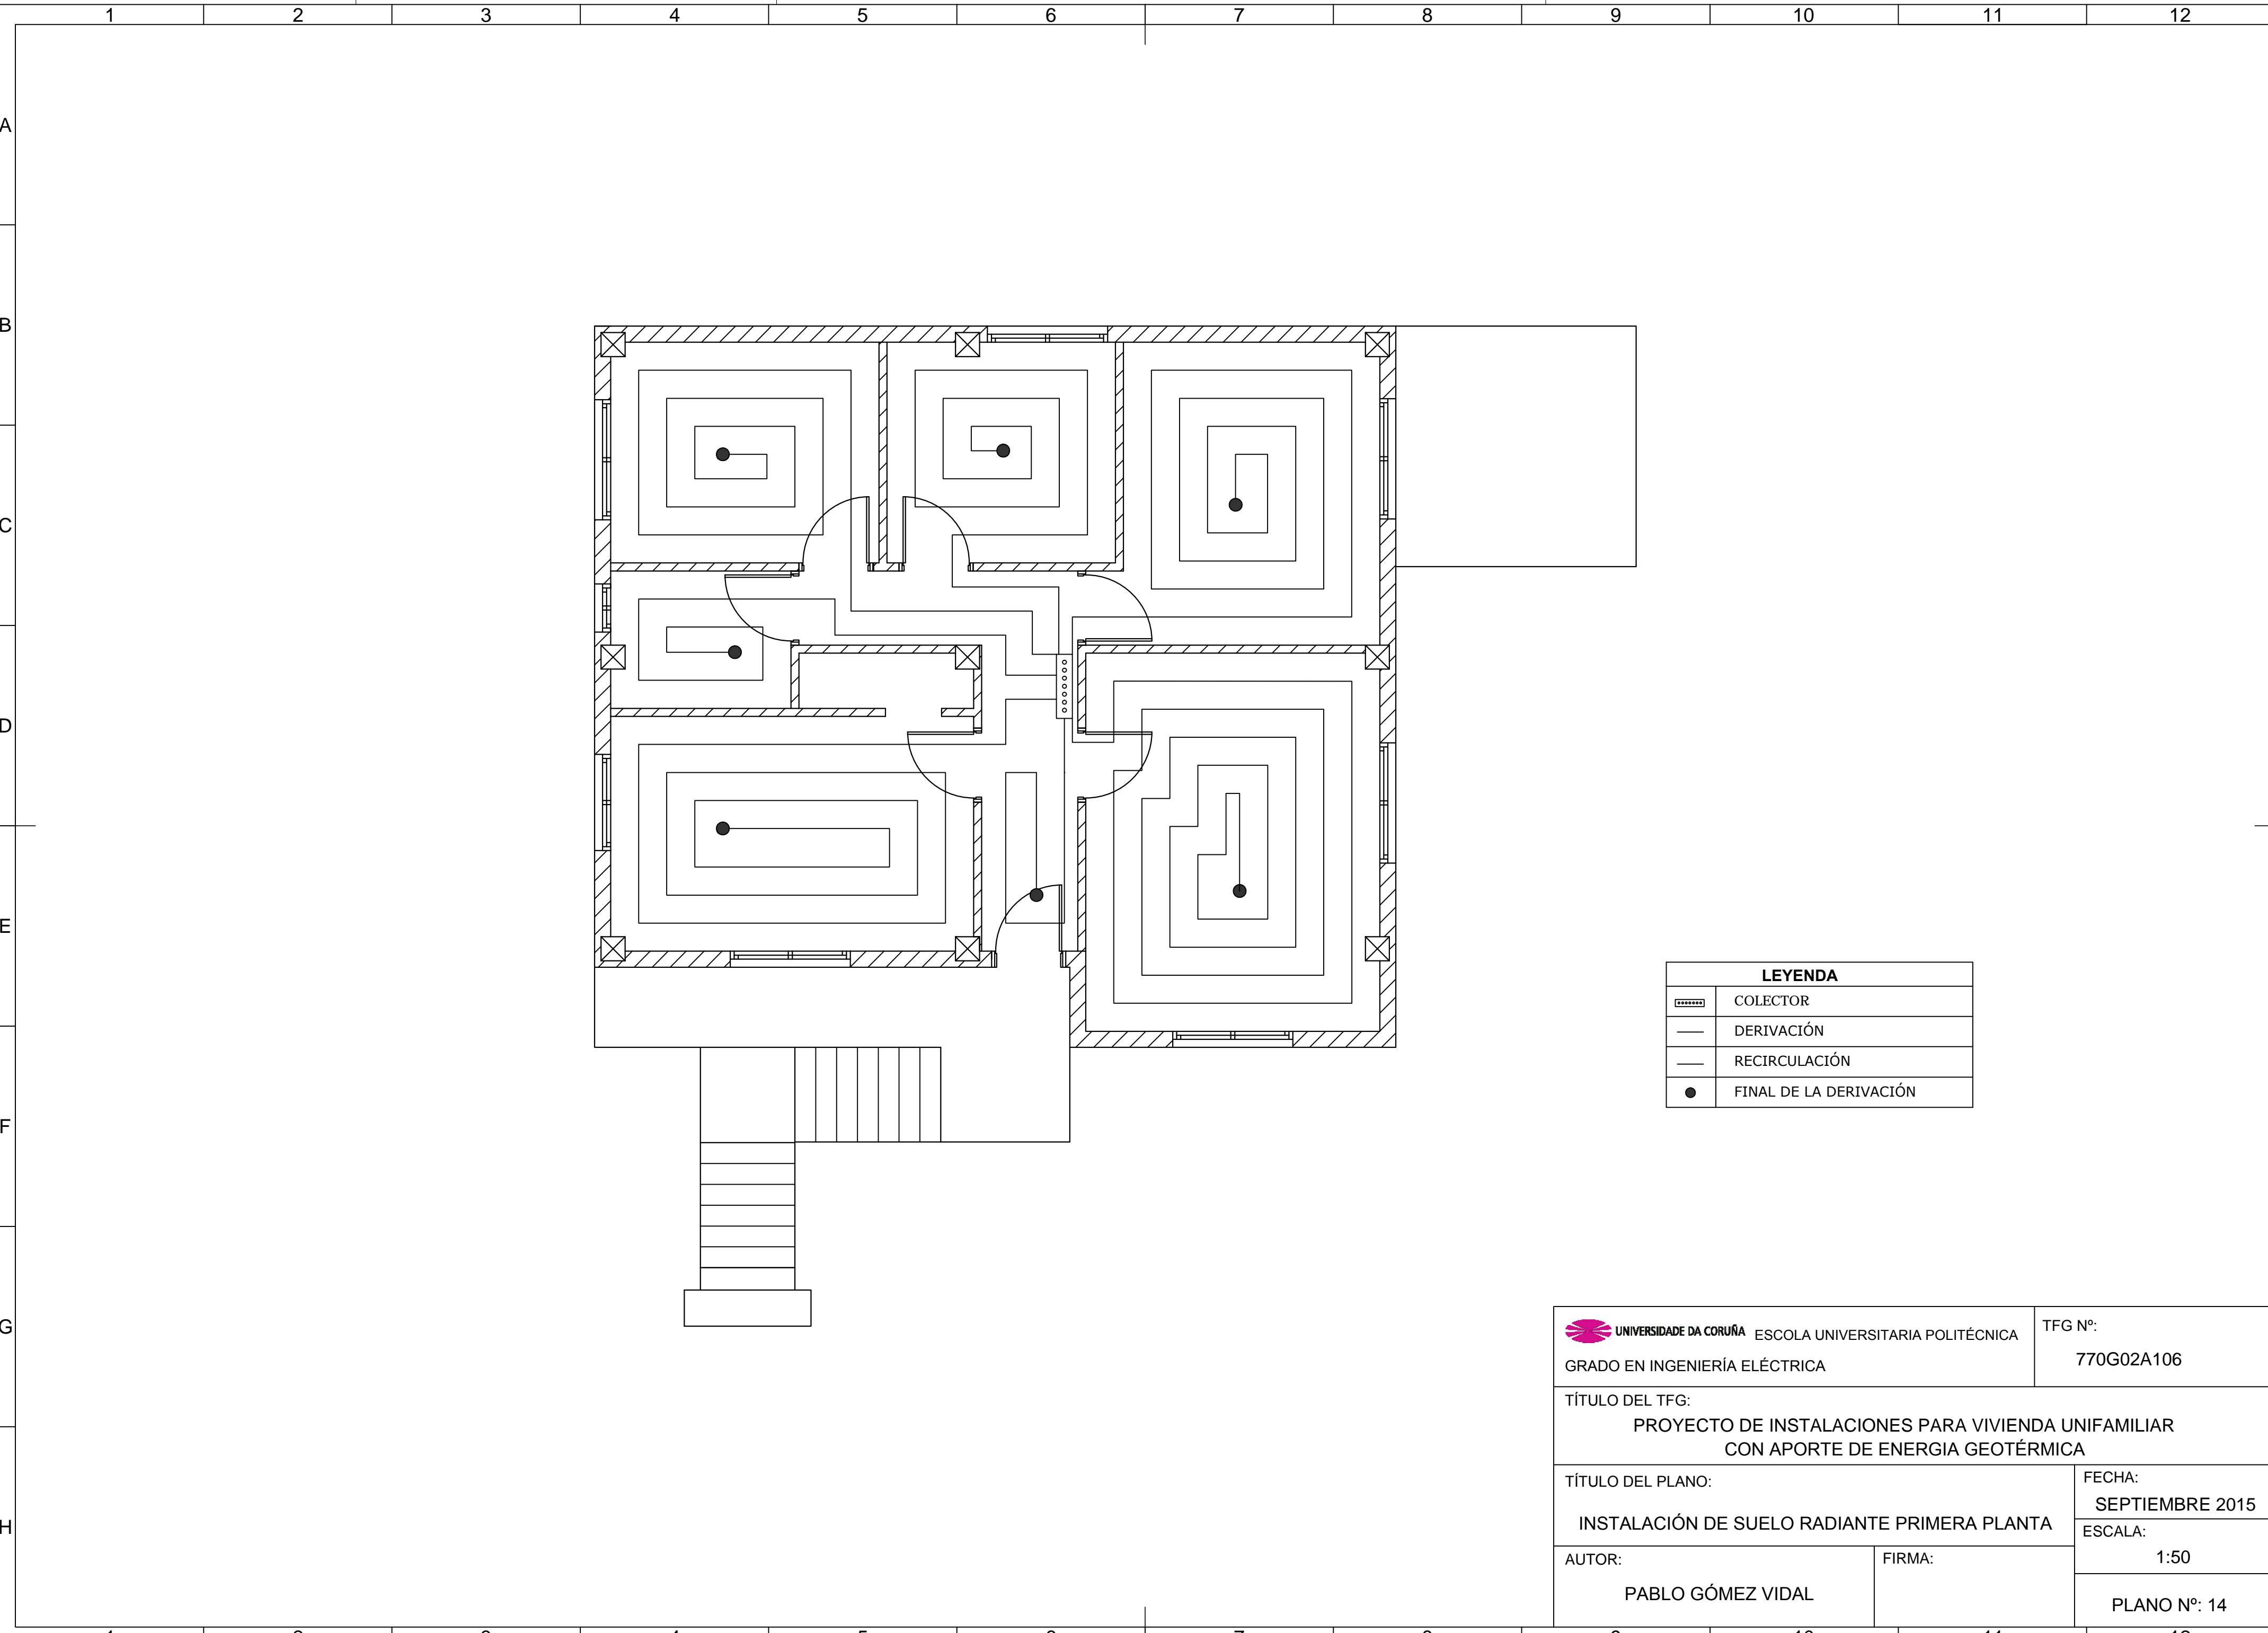 1 2 3 4 5 6 7 8 9 10 11 12
A
B
C
D
E
F
G
H
LEYENDA
COLECTOR
DERIVACIÓN
RECIRCULACIÓN
FINAL DE LA DERIVACIÓN
UNIVERSIDADE DA CORUÑA ESCOLA UNIVERSITARIA POLITÉCNICA
GRADO EN INGENIERÍA ELÉCTRICA
TFG Nº:
770G02A106
TÍTULO DEL TFG:
PROYECTO DE INSTALACIONES PARA VIVIENDA UNIFAMILIAR
CON APORTE DE ENERGIA GEOTÉRMICA
TÍTULO DEL PLANO:
INSTALACIÓN DE SUELO RADIANTE PRIMERA PLANTA
FECHA:
SEPTIEMBRE 2015
ESCALA:
1:50
AUTOR:
PABLO GÓMEZ VIDAL
FIRMA:
PLANO Nº: 14